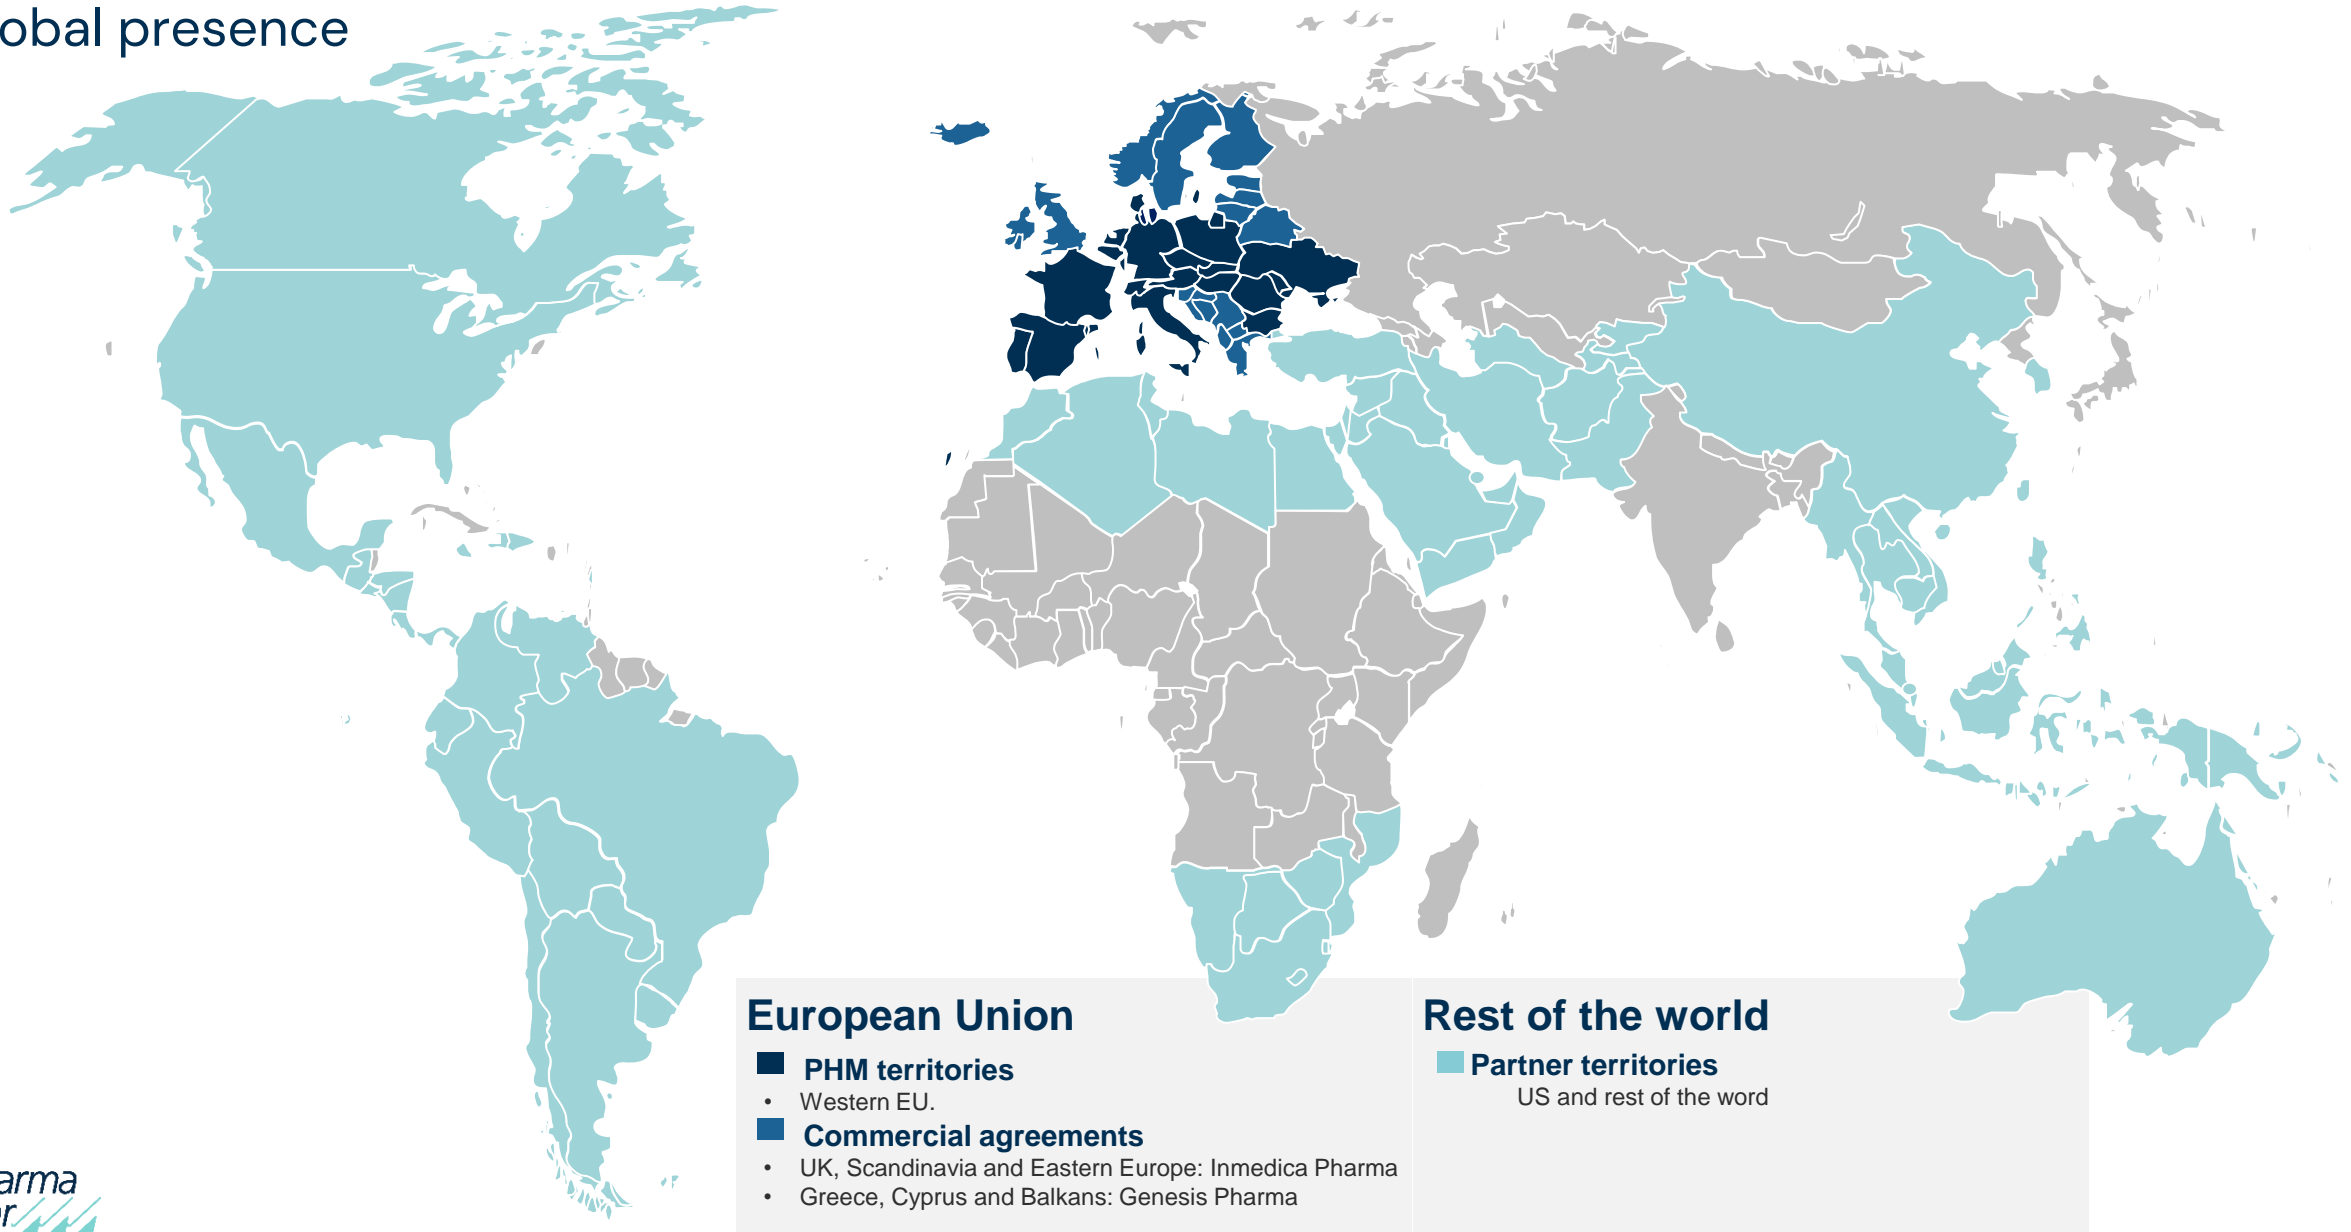 obal presence
European Union
PHM territories
• Western EU.
Commercial agreements
• UK, Scandinavia and Eastern Europe: Inmedica Pharma
• Greece, Cyprus and Balkans: Genesis Pharma
Rest of the world
Partner territories
US and rest of the word
arma
r